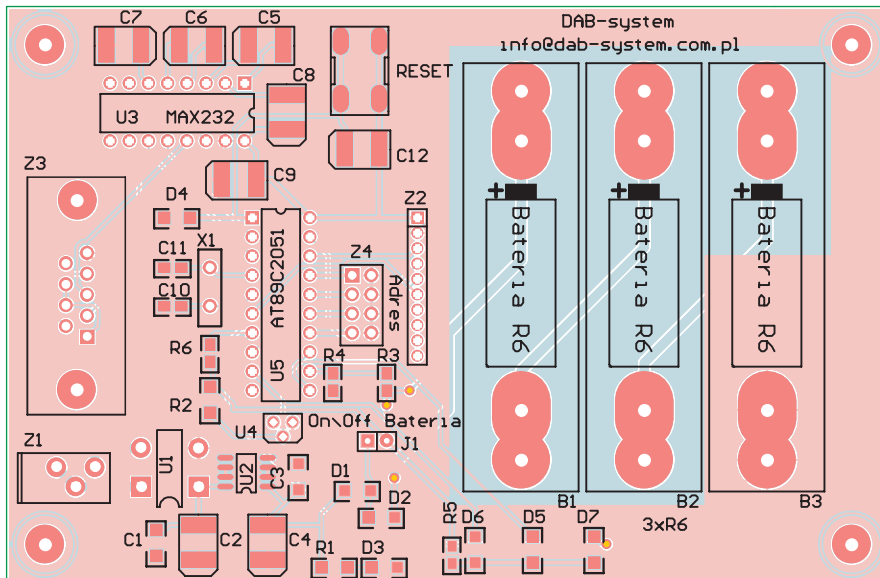 C7
C6
C5
DAB-system
info@dab-system.com.pl
RESET
C8
U3
MAX232
C12
Z3
C9
D4
Z2
+
Bateria R6
+
Bateria R6
+
Bateria R6
X1
C11
AT89C2051
Z4
Adres
C10
R6
U5
R4
R3
R2
U4
On\Off
Bateria
J1
Z1
U1
U2
C3
D1
D2
B1
B2
B3
3xR6
C1
C2
C4
R1
D3
R5
D6
D5
D7